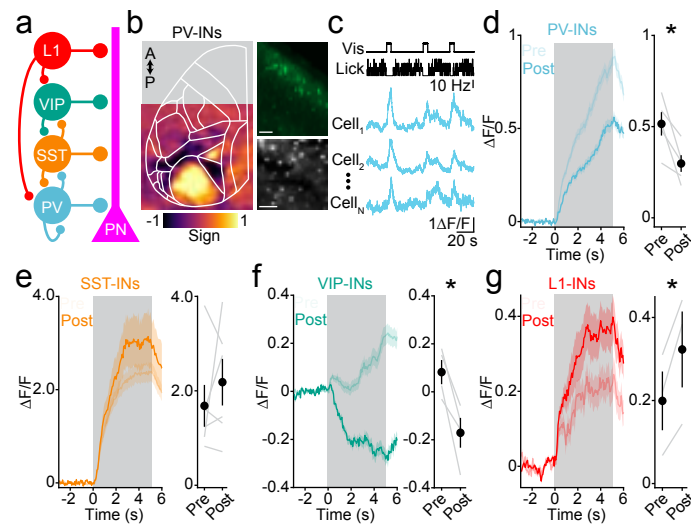 a
L1
VIP
SST
PV
PN
b
PV-INs
A
P
-1
1
Sign
c
Vis
Lick
10 Hz
Cell1
Cell2
CellN
1ΔF/F
20 s
d
PV-INs
Pre
Post
ΔF/F
1
0.5
0
-2 0 2 4 6
Time (s)
*
1
0.5
0
Pre
Post
e
SST-INs
Pre
Post
ΔF/F
4.0
2.0
0
-2 0 2 4 6
Time (s)
4.0
2.0
0
Pre
Post
f
VIP-INs
Pre
Post
ΔF/F
0.4
0.2
0
-0.2
-0.4
-2 0 2 4 6
Time (s)
*
0.4
0.2
0
-0.2
-0.4
Pre
Post
g
L1-INs
Pre
Post
ΔF/F
0.4
0.2
0
-2 0 2 4 6
Time (s)
*
0.4
0.2
0
Pre
Post